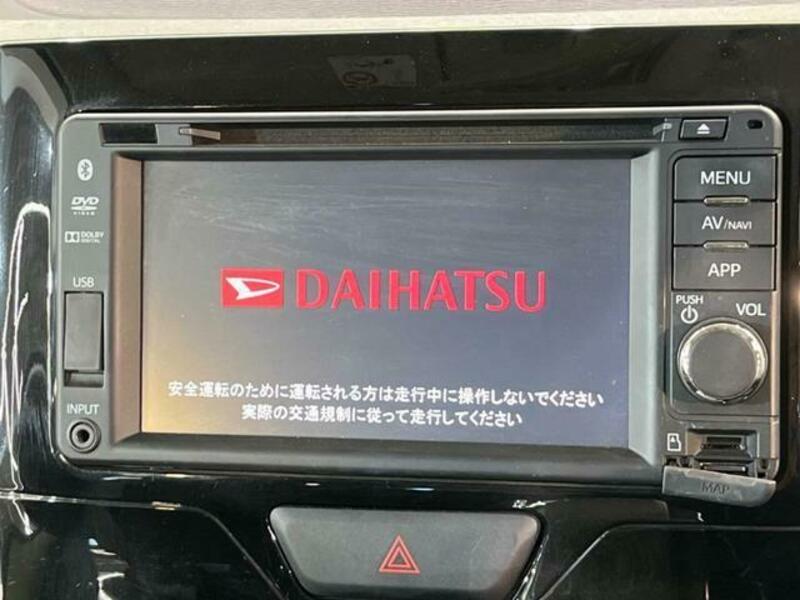 DVD
VIDEO
DOLBY
DIGITAL
USB
INPUT
DAIHATSU
安全運転のために運転される方は走行中に操作しないでください
実際の交通規制に従って走行してください
MENU
AV/NAVI
APP
PUSH
VOL
MAP